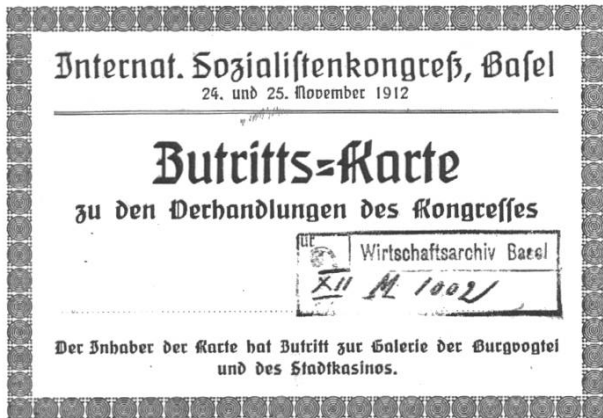 Internat. Sozialistenkongreß, Basel
24. und 25. November 1912
Zutritts=Karte
zu den Verhandlungen des Kongresses
für
Wirtschaftsarchiv Basel
XII M 1002
Der Inhaber der Karte hat Zutritt zur Galerie der Burgvogtei
und des Stadtkasinos.